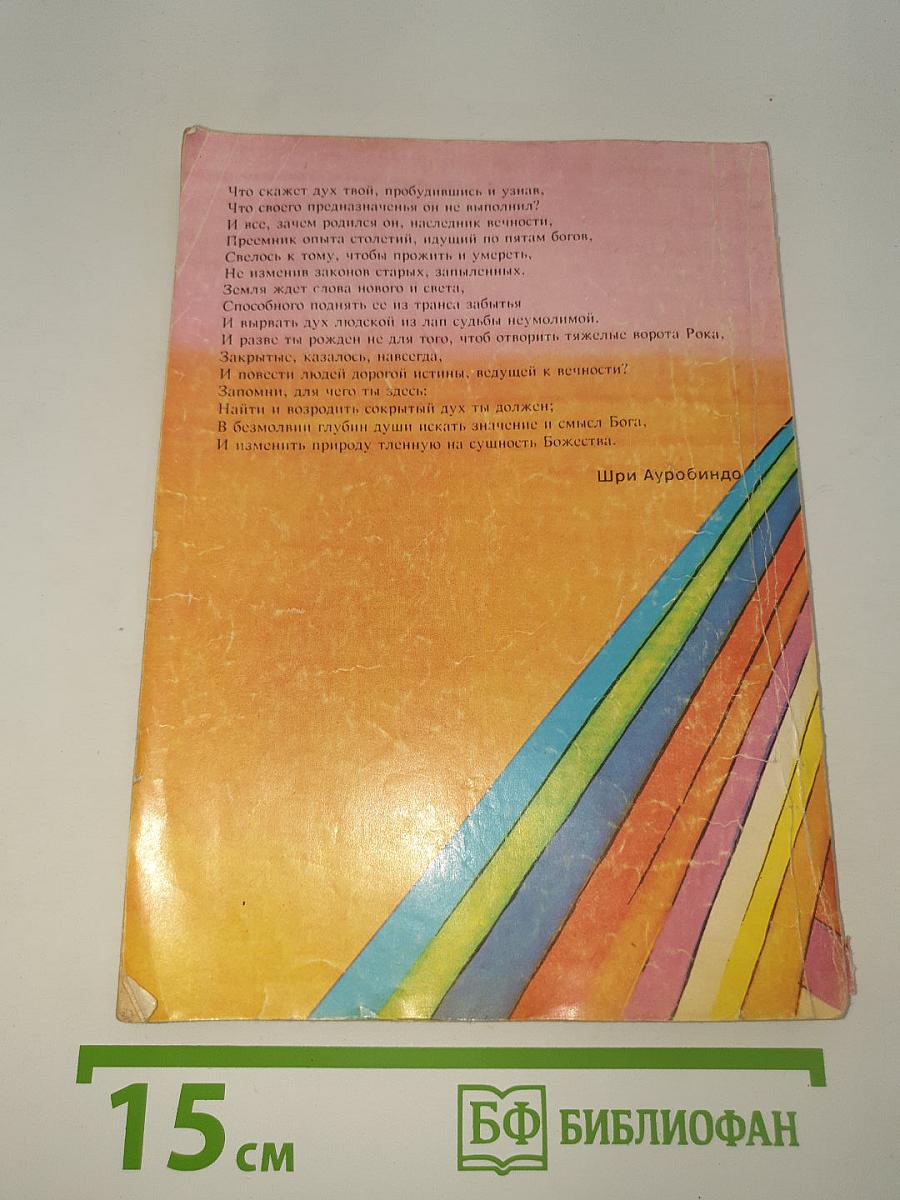 Что скажет дух твой, пробудившись и узнав,
Что своего предназначенья он не выполнил?
И все, зачем родился он, наследник вечности,
Преемник опыта столетий, идущий по пятам богов,
Свелось к тому, чтобы прожить и умереть,
Не изменив законов старых, запыленных.
Земля ждет слова нового и света,
Способного поднять ее из транса забытья
И вырвать дух людской из лап судьбы неумолимой.
И разве ты рожден не для того, чтоб отворить тяжелые ворота Рока,
Закрытые, казалось, навсегда,
И повести людей дорогой истины, ведущей к вечности?
Запомни, для чего ты здесь:
Найти и возродить сокрытый дух ты должен;
В безмолвии глубин души искать значение и смысл Бога,
И изменить природу тленную на сущность Божества.
Шри Ауробиндо
15 см
БФ БИБЛИОФАН